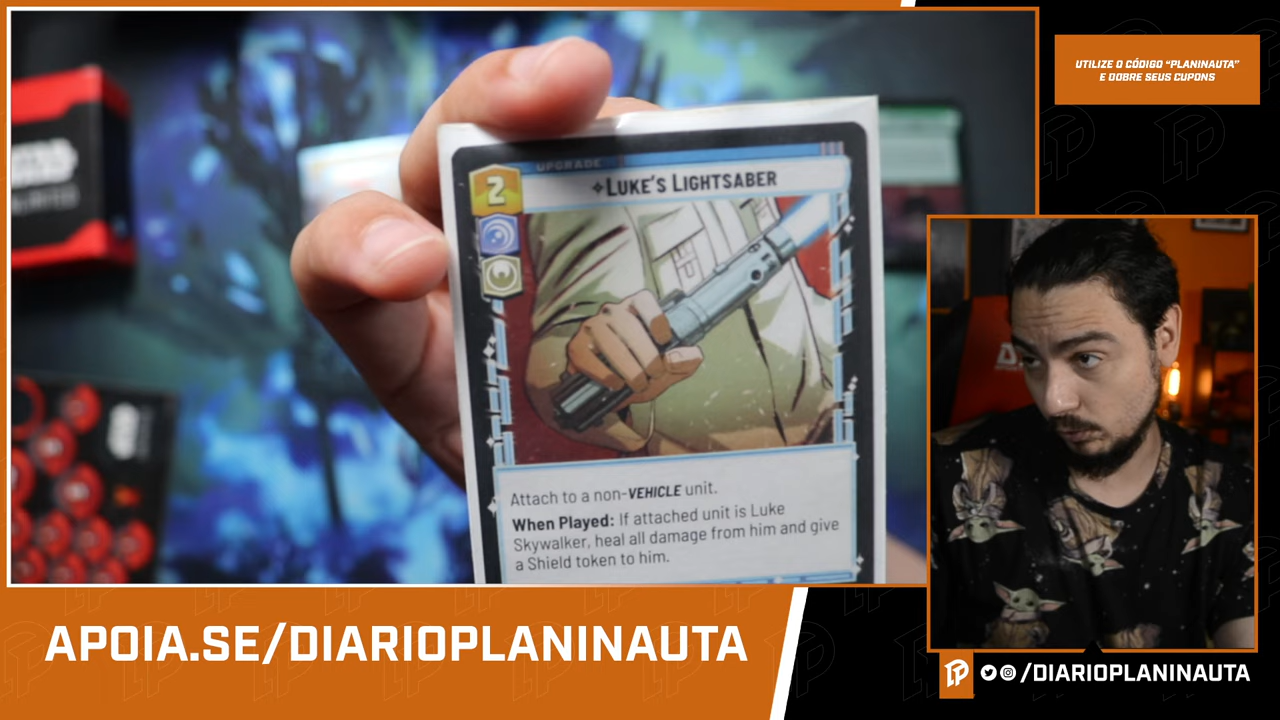 UTILIZE O CÓDIGO “PLANINAUTA”
E DOBRE SEUS CUPONS
UPGRADE
2
LUKE’S LIGHTSABER
Attach to a non-VEHICLE unit.
When Played: If attached unit is Luke
Skywalker, heal all damage from him and give
a Shield token to him.
APOIA.SE/DIARIOPLANINAUTA
/DIARIOPLANINAUTA